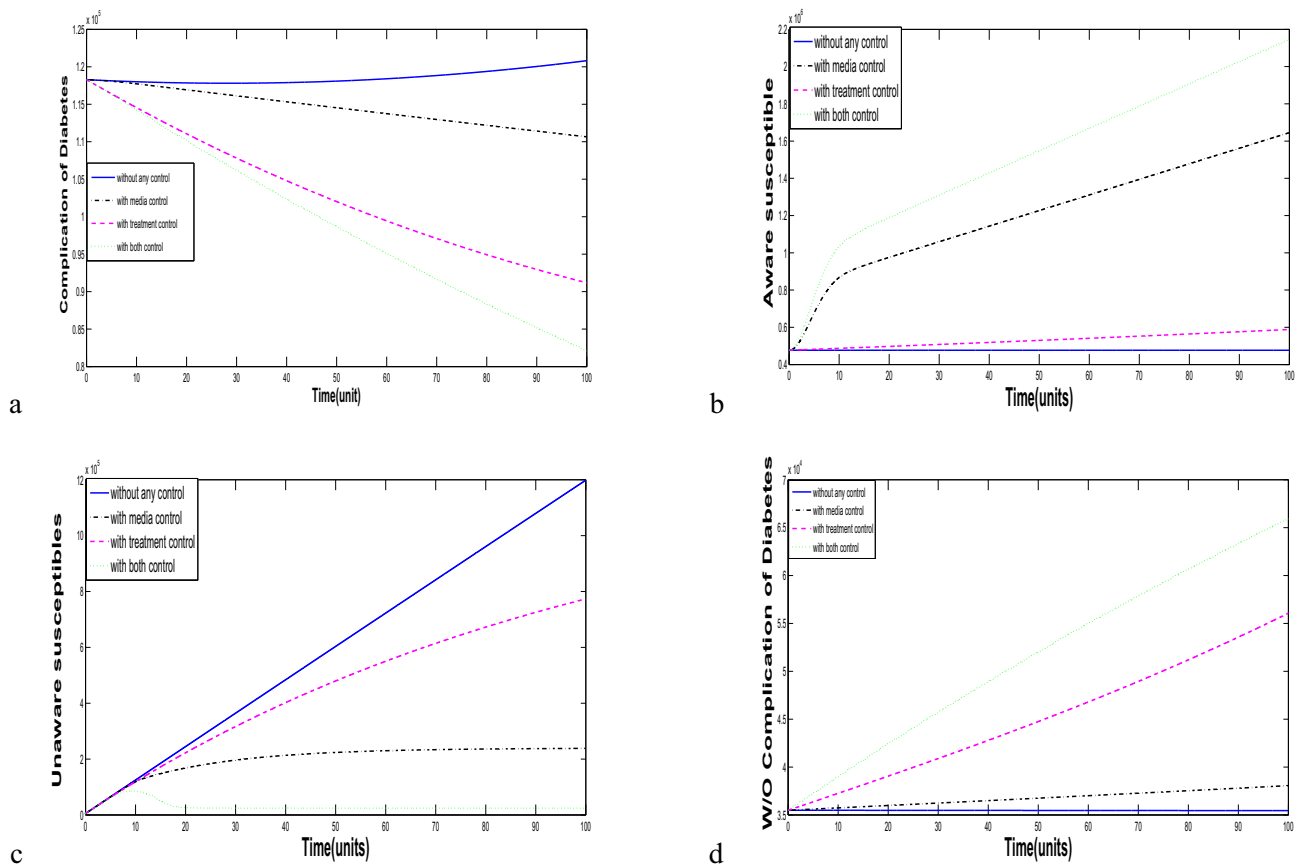 x 10^5
1.25
1.2
1.15
1.1
1.05
1
0.95
0.9
0.85
0.8
Complication of Diabetes
without any control
with media control
with treatment control
with both control
0 10 20 30 40 50 60 70 80 90 100
Time(unit)
a
x 10^6
2.2
2
1.8
1.6
1.4
1.2
1
0.8
0.6
0.4
Aware susceptible
without any control
with media control
with treatment control
with both control
0 10 20 30 40 50 60 70 80 90 100
Time(units)
b
x 10^5
12
10
8
6
4
2
0
Unaware susceptibles
without any control
with media control
with treatment control
with both control
0 10 20 30 40 50 60 70 80 90 100
Time(units)
c
x 10^4
7
6.5
6
5.5
5
4.5
4
3.5
W/O Complication of Diabetes
without any control
with media control
with treatment control
with both control
0 10 20 30 40 50 60 70 80 90 100
Time(units)
d